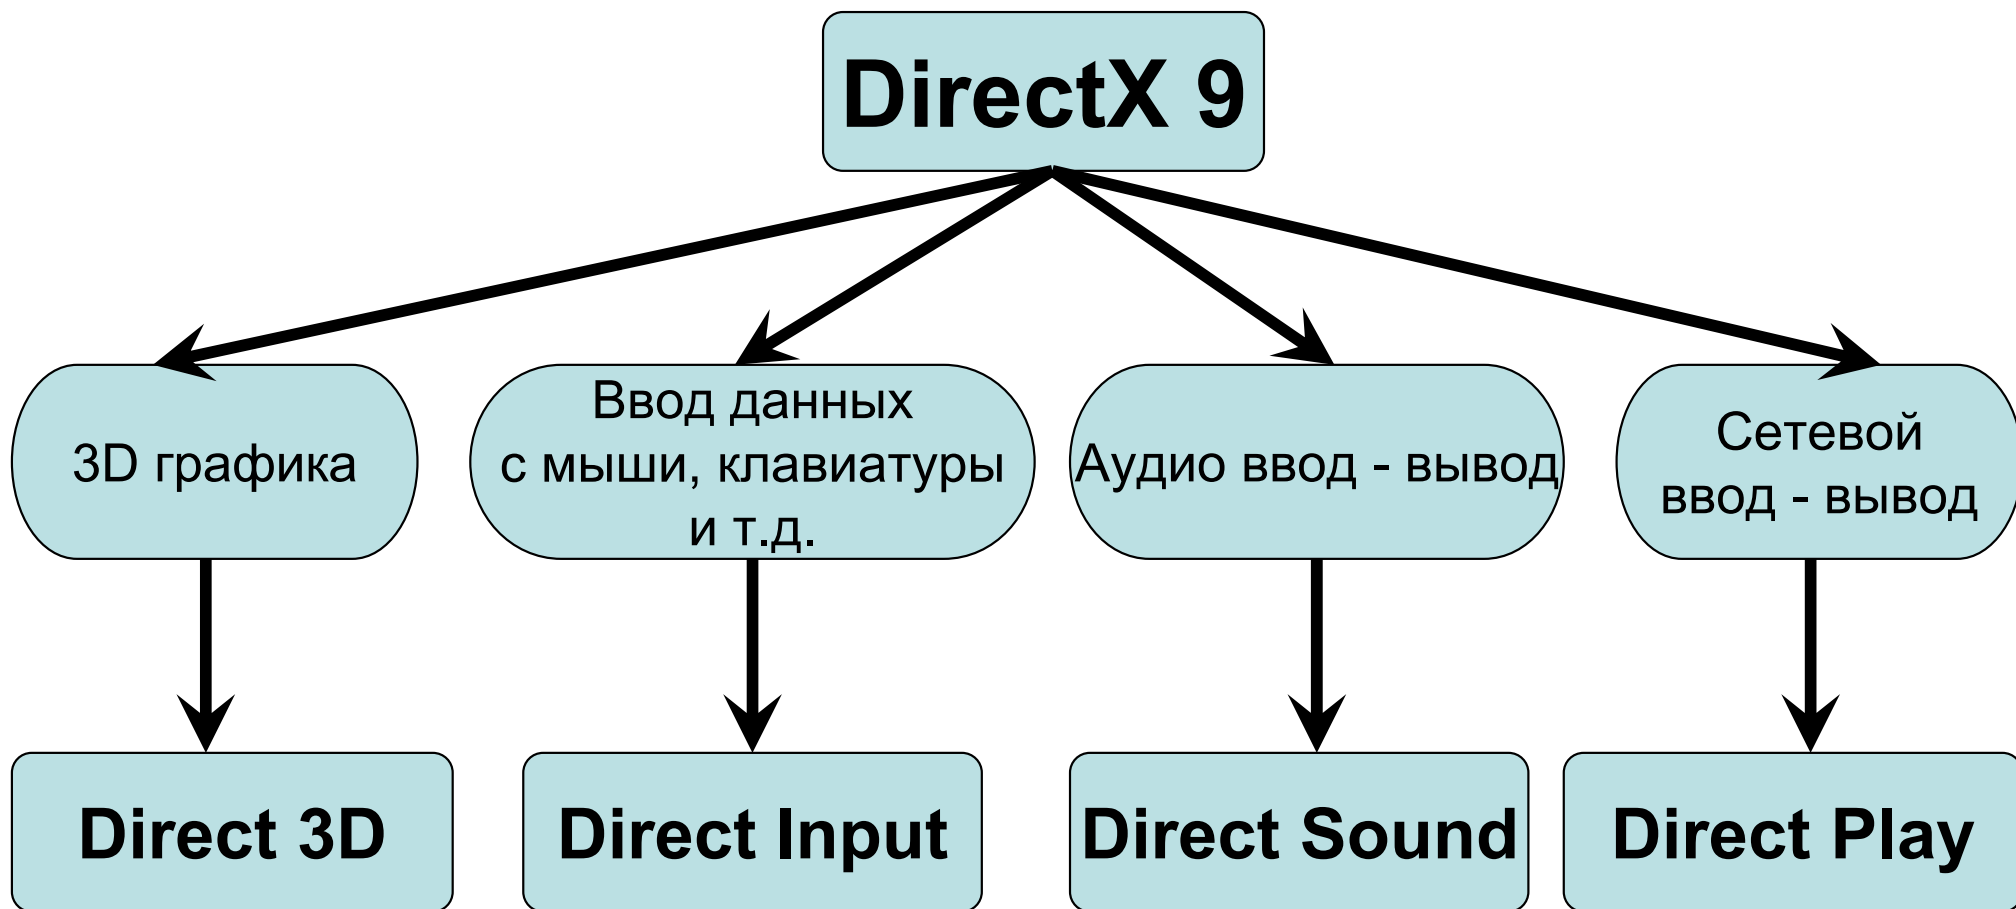 DirectX 9
3D графика
Ввод данных
с мыши, клавиатуры
и т.д.
Аудио ввод - вывод
Сетевой
ввод - вывод
Direct 3D
Direct Input
Direct Sound
Direct Play